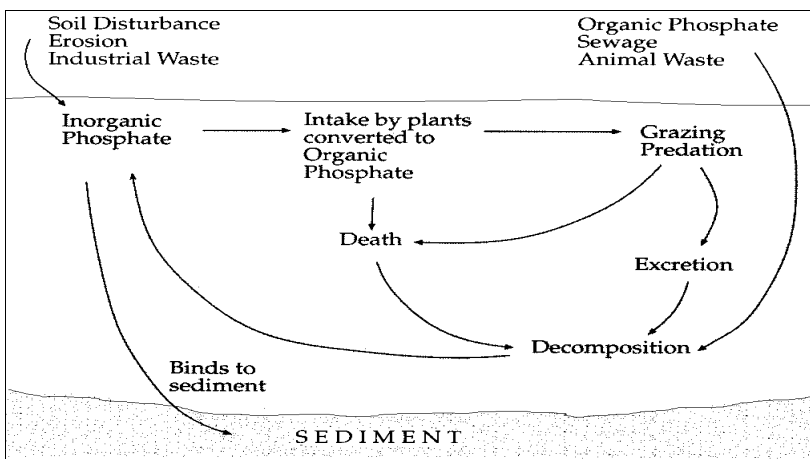 Soil Disturbance
Erosion
Industrial Waste
Organic Phosphate
Sewage
Animal Waste
Inorganic
Phosphate
Intake by plants
converted to
Organic
Phosphate
Grazing
Predation
Death
Excretion
Decomposition
Binds to
sediment
SEDIMENT